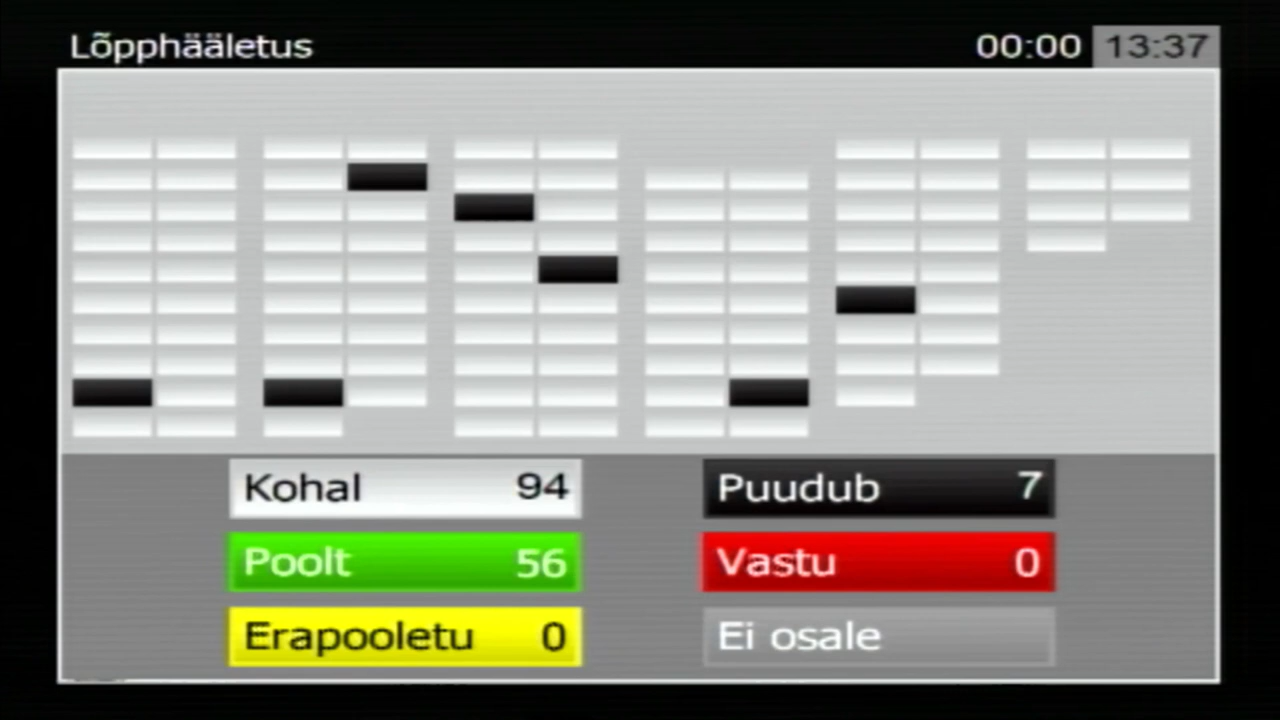 Lõpphääletus 00:00 13:37
Kohal 94 Puudub 7
Poolt 56 Vastu 0
Erapooletu 0 Ei osale